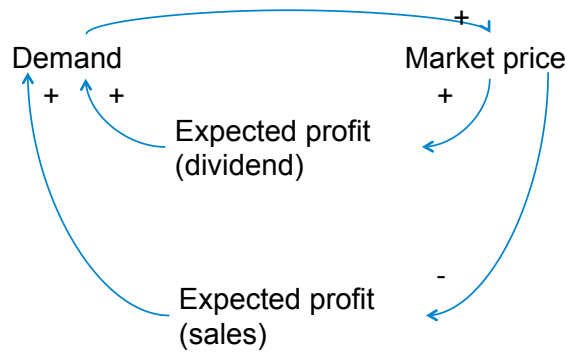 +
Demand
Market price
+ + +
Expected profit
(dividend)
-
Expected profit
(sales)